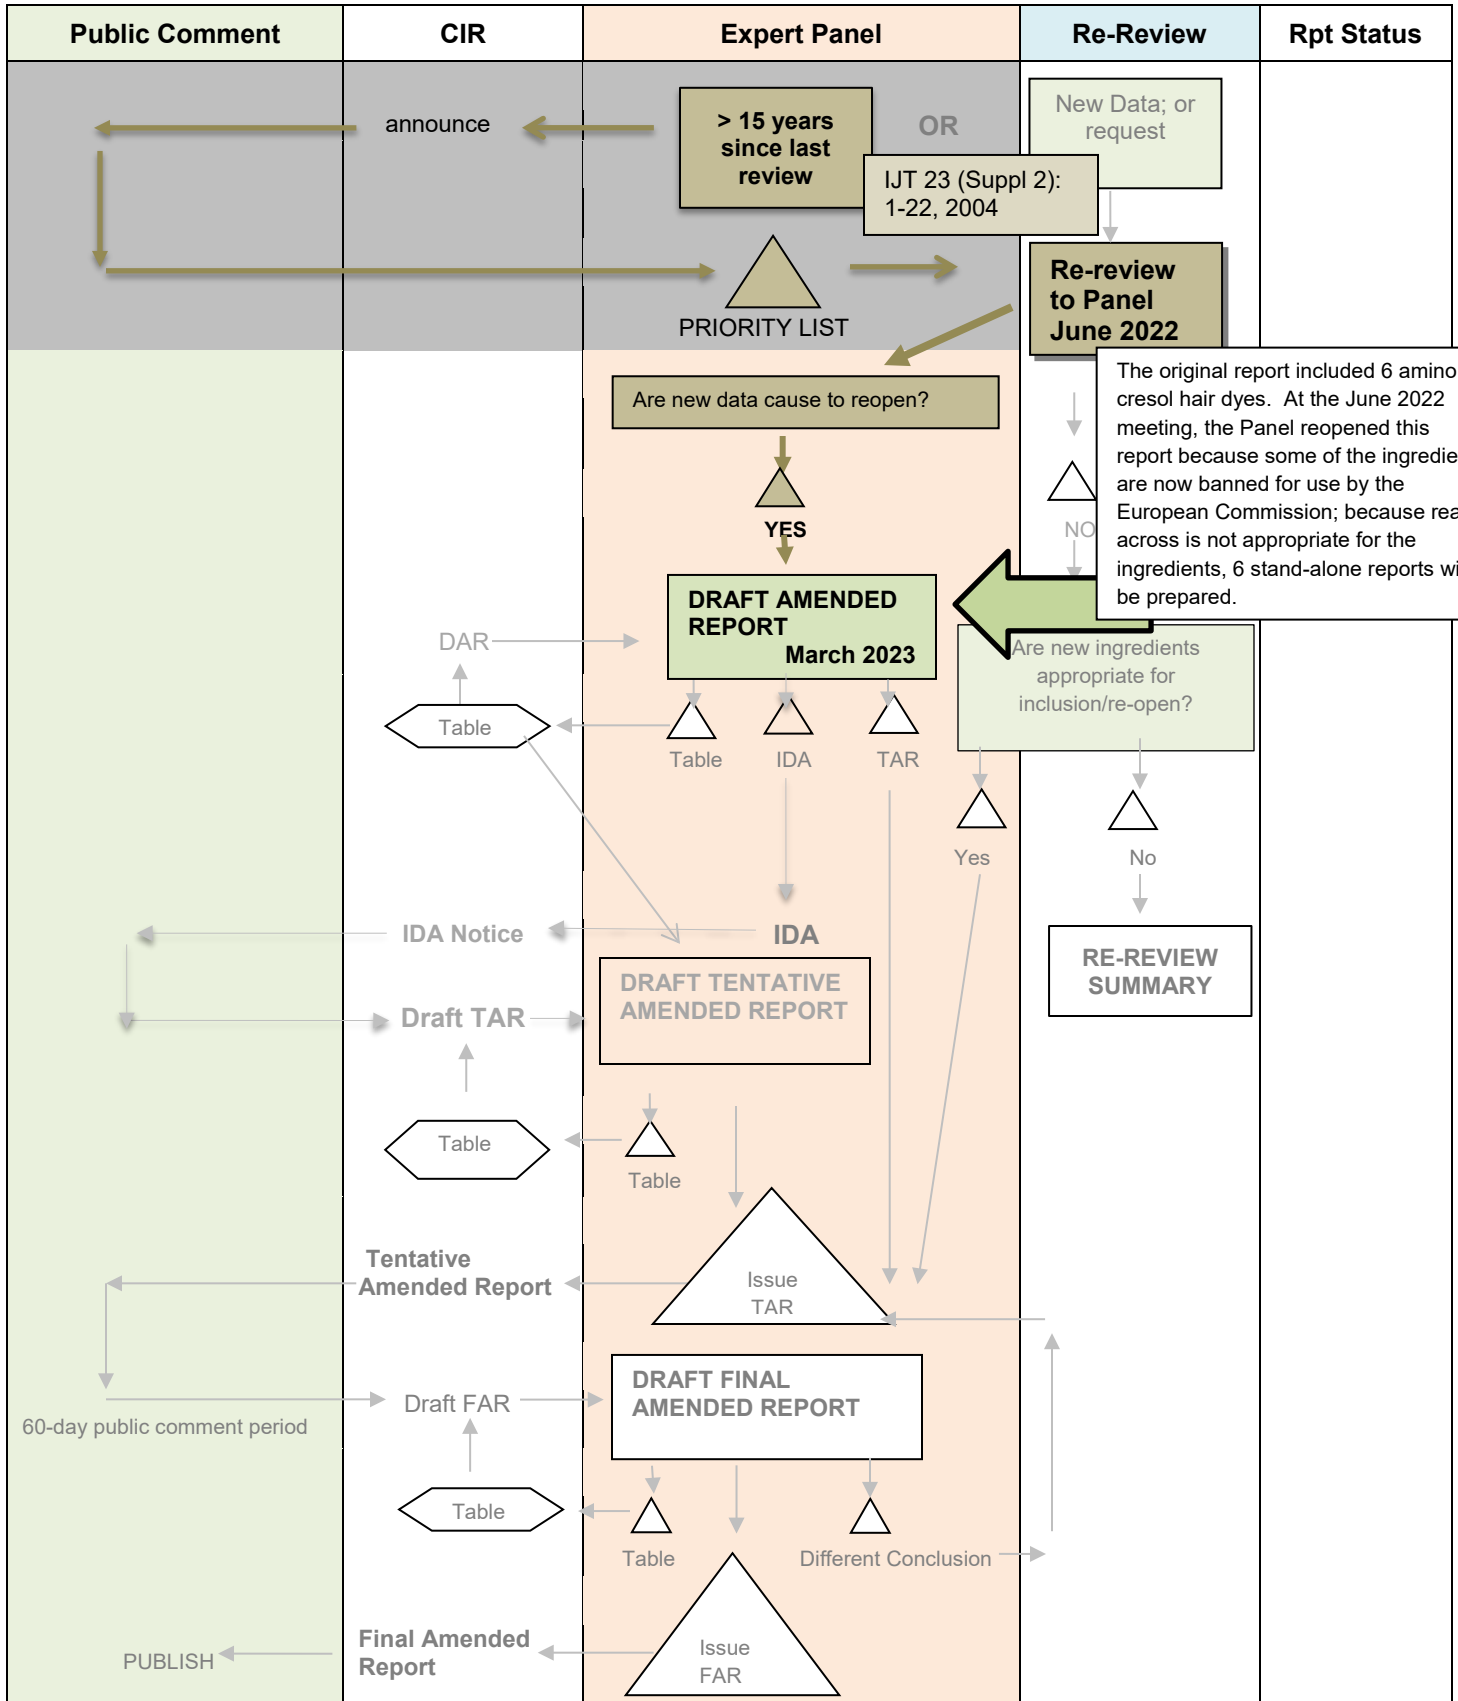 Public Comment
CIR
Expert Panel
Re-Review
Rpt Status
announce
> 15 years
since last
review
OR
New Data; or
request
IJT 23 (Suppl 2):
1-22, 2004
PRIORITY LIST
Re-review
to Panel
June 2022
Are new data cause to reopen?
The original report included 6 amino
cresol hair dyes.  At the June 2022
meeting, the Panel reopened this
report because some of the
are now banned for use by the
European Commission; because
across is not appropriate for the
ingredients, 6 stand-alone reports
be prepared.
YES
NO
DRAFT AMENDED
REPORT
March 2023
DAR
Table
Table
IDA
TAR
Are new ingredients
appropriate for
inclusion/re-open?
Yes
No
IDA Notice
IDA
DRAFT TENTATIVE
AMENDED REPORT
RE-REVIEW
SUMMARY
Draft TAR
Table
Table
Tentative
Amended Report
Issue
TAR
DRAFT FINAL
AMENDED REPORT
Draft FAR
60-day public comment period
Table
Table
Different Conclusion
Final Amended
Report
PUBLISH
Issue
FAR